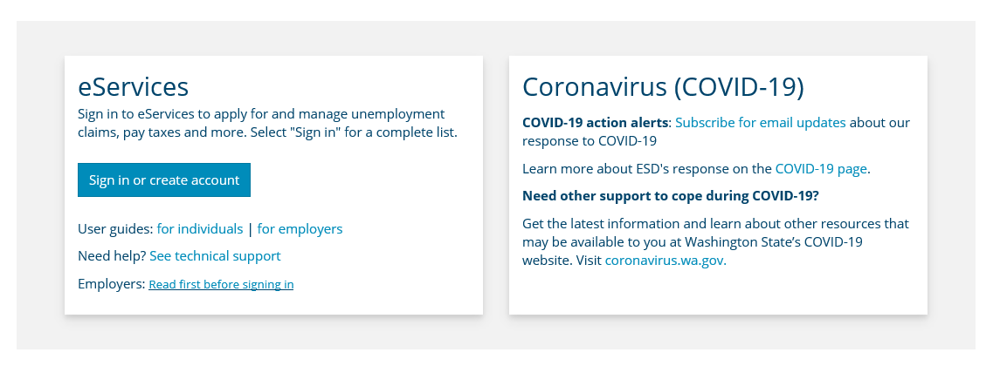 eServices
Sign in to eServices to apply for and manage unemployment
claims, pay taxes and more. Select "Sign in" for a complete list.
Sign in or create account
User guides: for individuals | for employers
Need help? See technical support
Employers: Read first before signing in
Coronavirus (COVID-19)
COVID-19 action alerts: Subscribe for email updates about our
response to COVID-19
Learn more about ESD's response on the COVID-19 page.
Need other support to cope during COVID-19?
Get the latest information and learn about other resources that
may be available to you at Washington State’s COVID-19
website. Visit coronavirus.wa.gov.